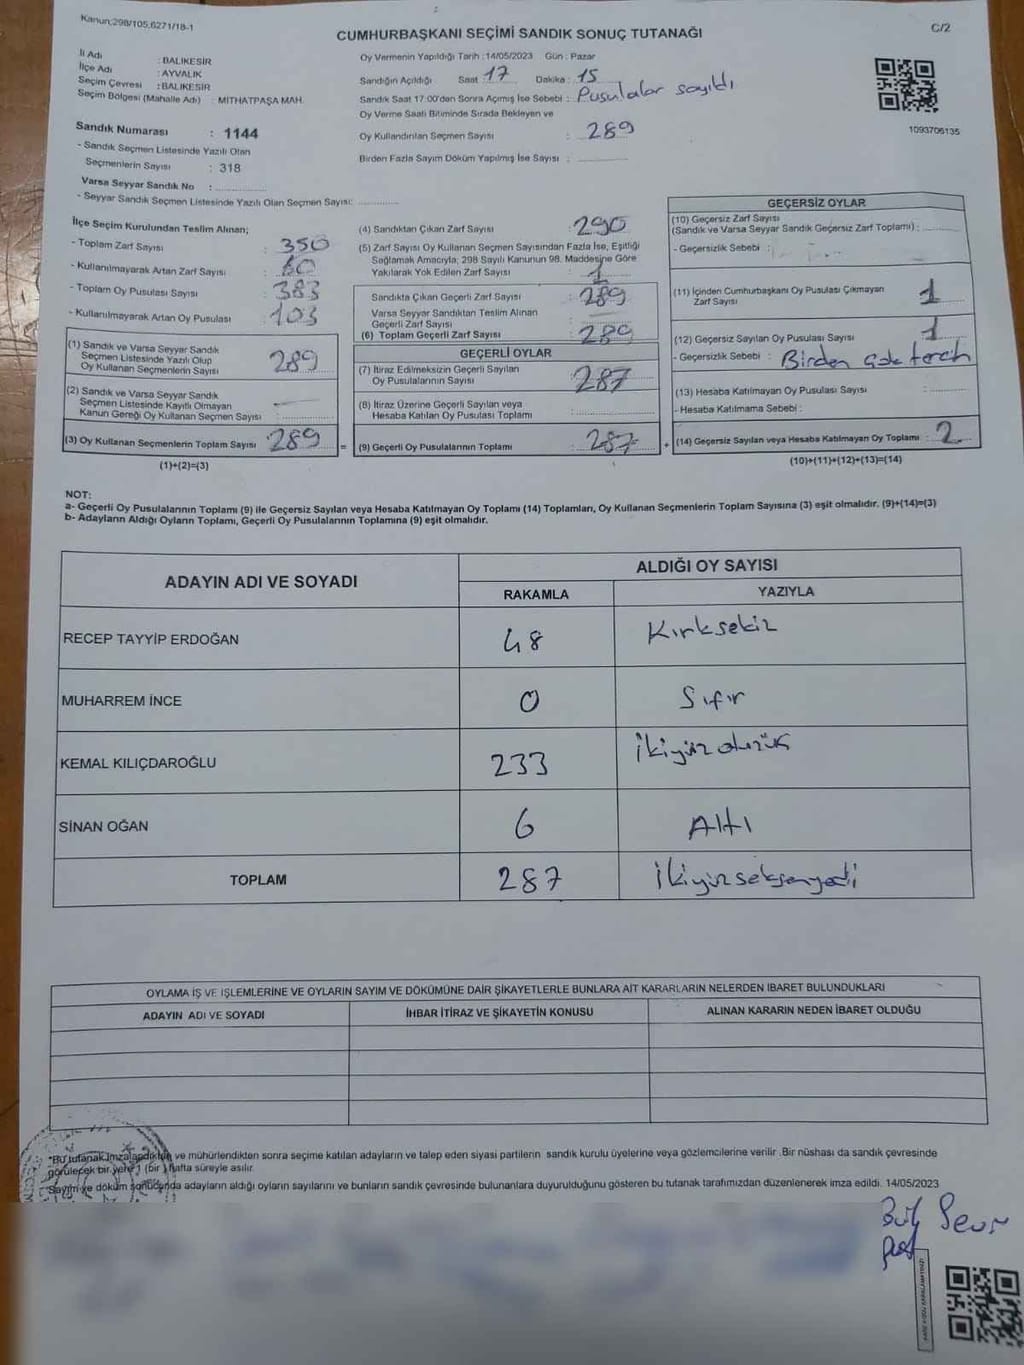 Kanun:298/105,6271/18-1
CUMHURBAŞKANI SEÇİMİ SANDIK SONUÇ TUTANAĞI
C/2
İl Adı : BALIKESİR
İlçe Adı : AYVALIK
Seçim Çevresi : BALIKESİR
Seçim Bölgesi (Mahalle Adı) : MİTHATPAŞA MAH.
Oy Vermenin Yapıldığı Tarih :14/05/2023 Gün : Pazar
Sandığın Açıldığı Saat : 17 Dakika : 15
Sandık Saat 17:00'dan Sonra Açılmış İse Sebebi : Pusulalar sayıldı
Oy Verme Saati Bitiminde Sırada Bekleyen ve
Oy Kullandırılan Seçmen Sayısı : 289
Birden Fazla Sayım Döküm Yapılmış İse Sayısı :
1093706135
Sandık Numarası : 1144
- Sandık Seçmen Listesinde Yazılı Olan
Seçmenlerin Sayısı : 318
Varsa Seyyar Sandık No :
- Seyyar Sandık Seçmen Listesinde Yazılı Olan Seçmen Sayısı:
İlçe Seçim Kurulundan Teslim Alınan;
- Toplam Zarf Sayısı : 350
- Kullanılmayarak Artan Zarf Sayısı : 60
- Toplam Oy Pusulası Sayısı : 383
- Kullanılmayarak Artan Oy Pusulası : 103
(1) Sandık ve Varsa Seyyar Sandık
Seçmen Listesinde Yazılı Olup
Oy Kullanan Seçmenlerin Sayısı : 289
(2) Sandık ve Varsa Seyyar Sandık
Seçmen Listesinde Kayıtlı Olmayan
Kanun Gereği Oy Kullanan Seçmen Sayısı :
(3) Oy Kullanan Seçmenlerin Toplam Sayısı : 289 =
(1)+(2)=(3)
(4) Sandıktan Çıkan Zarf Sayısı : 290
(5) Zarf Sayısı Oy Kullanan Seçmen Sayısından Fazla İse, Eşitliği
Sağlamak Amacıyla; 298 Sayılı Kanunun 98. Maddesine Göre
Yakılarak Yok Edilen Zarf Sayısı : 1
Sandıkta Çıkan Geçerli Zarf Sayısı : 289
Varsa Seyyar Sandıktan Teslim Alınan
Geçerli Zarf Sayısı
(6) Toplam Geçerli Zarf Sayısı : 289
GEÇERLİ OYLAR
(7) İtiraz Edilmeksizin Geçerli Sayılan
Oy Pusulalarının Sayısı : 287
(8) İtiraz Üzerine Geçerli Sayılan veya
Hesaba Katılan Oy Pusulası Toplamı :
(9) Geçerli Oy Pusulalarının Toplamı : 287 +
GEÇERSİZ OYLAR
(10) Geçersiz Zarf Sayısı
(Sandık ve Varsa Seyyar Sandık Geçersiz Zarf Toplamı) :
- Geçersizlik Sebebi :
(11) İçinden Cumhurbaşkanı Oy Pusulası Çıkmayan
Zarf Sayısı : 1
(12) Geçersiz Sayılan Oy Pusulası Sayısı : 1
- Geçersizlik Sebebi : Birden çok tercih
(13) Hesaba Katılmayan Oy Pusulası Sayısı :
- Hesaba Katılmama Sebebi :
(14) Geçersiz Sayılan veya Hesaba Katılmayan Oy Toplamı : 2
(10)+(11)+(12)+(13)=(14)
NOT:
a- Geçerli Oy Pusulalarının Toplamı (9) ile Geçersiz Sayılan veya Hesaba Katılmayan Oy Toplamı (14) Toplamları, Oy Kullanan Seçmenlerin Toplam Sayısına (3) eşit olmalıdır. (9)+(14)=(3)
b- Adayların Aldığı Oyların Toplamı, Geçerli Oy Pusulalarının Toplamına (9) eşit olmalıdır.
ADAYIN ADI VE SOYADI
ALDIĞI OY SAYISI
RAKAMLA YAZIYLA
RECEP TAYYİP ERDOĞAN 48 Kırksekiz
MUHARREM İNCE 0 Sıfır
KEMAL KILIÇDAROĞLU 233 İkiyüz otuzüç
SİNAN OĞAN 6 Altı
TOPLAM 287 İkiyüzseksenyedi
OYLAMA İŞ VE İŞLEMLERİNE VE OYLARIN SAYIM VE DÖKÜMÜNE DAİR ŞİKAYETLERLE BUNLARA AİT KARARLARIN NELERDEN İBARET BULUNDUKLARI
ADAYIN ADI VE SOYADI İHBAR İTİRAZ VE ŞİKAYETİN KONUSU ALINAN KARARIN NEDEN İBARET OLDUĞU
*Bu tutanak imzalandıktan ve mühürlendikten sonra seçime katılan adayların ve talep eden siyasi partilerin sandık kurulu üyelerine veya gözlemcilerine verilir .Bir nüshası da sandık çevresinde
görülecek bir yere 1 (bir ) hafta süreyle asılır.
Sayım ve döküm sonucunda adayların aldığı oyların sayılarını ve bunların sandık çevresinde bulunanlara duyurulduğunu gösteren bu tutanak tarafımızdan düzenlenerek imza edildi. 14/05/2023